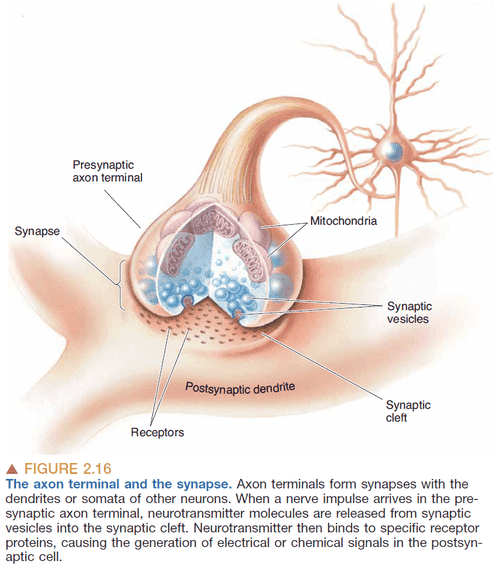 Presynaptic
axon terminal
Synapse
Mitochondria
Synaptic
vesicles
Postsynaptic dendrite
Synaptic
cleft
Receptors
▲ FIGURE 2.16
The axon terminal and the synapse. Axon terminals form synapses with the
dendrites or somata of other neurons. When a nerve impulse arrives in the pre-
synaptic axon terminal, neurotransmitter molecules are released from synaptic
vesicles into the synaptic cleft. Neurotransmitter then binds to specific receptor
proteins, causing the generation of electrical or chemical signals in the postsyn-
aptic cell.